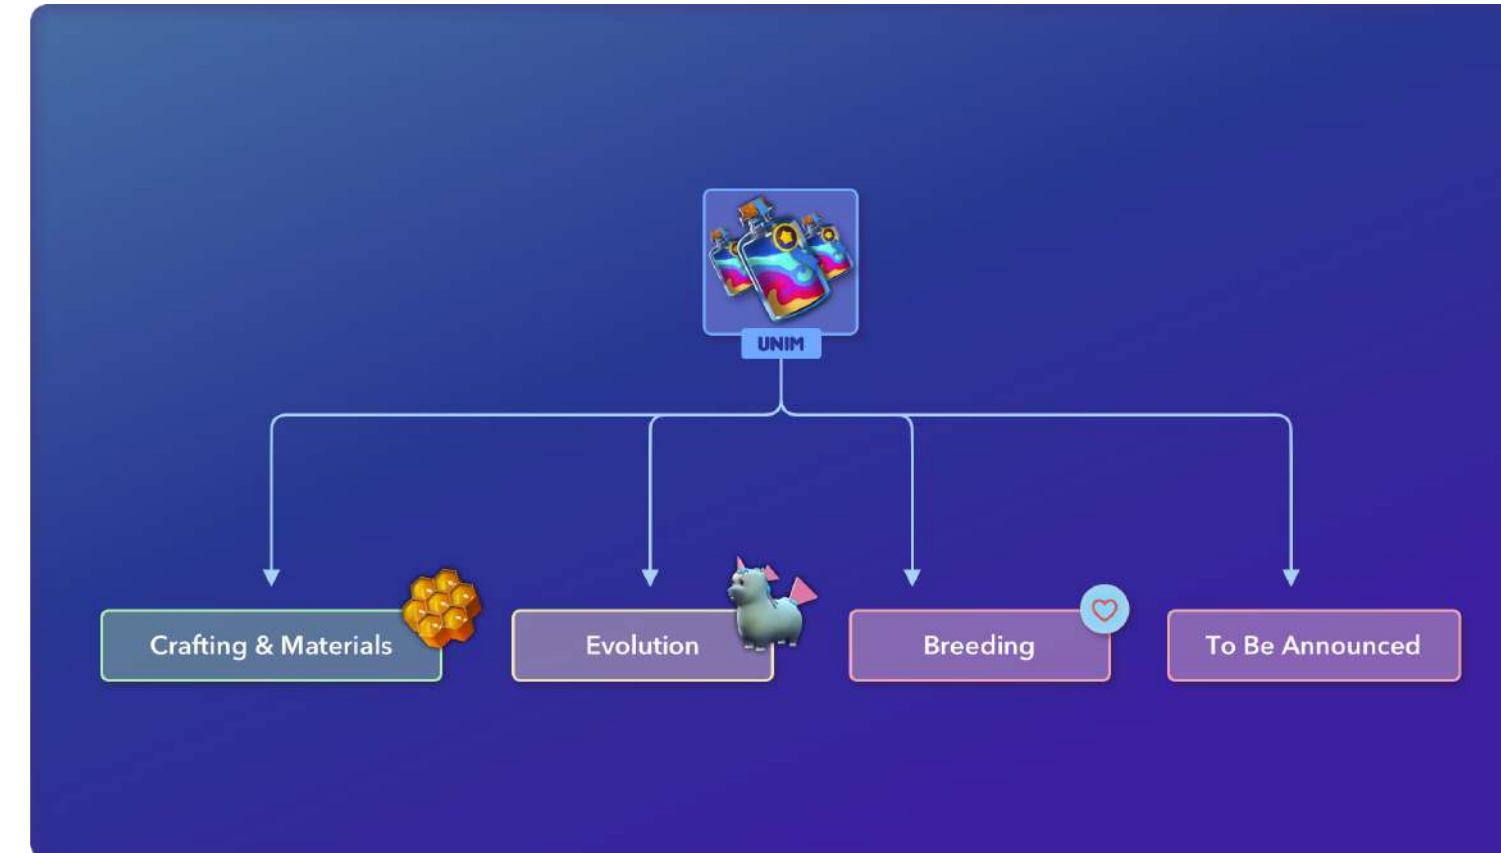 UNIM
Crafting & Materials
Evolution
Breeding
To Be Announced